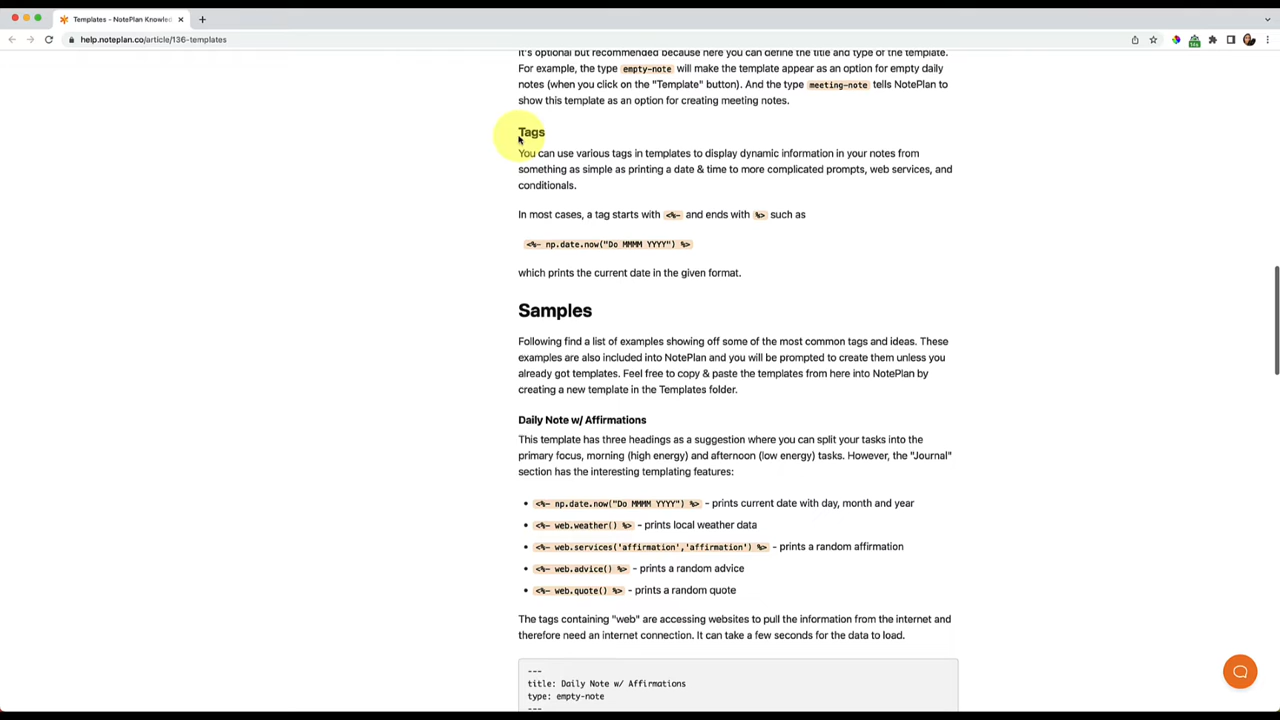 Templates - NotePlan Knowled
help.noteplan.co/article/136-templates
It's optional but recommended because here you can define the title and type of the template.
For example, the type empty-note will make the template appear as an option for empty daily
notes (when you click on the "Template" button). And the type meeting-note tells NotePlan to
show this template as an option for creating meeting notes.
Tags
You can use various tags in templates to display dynamic information in your notes from
something as simple as printing a date & time to more complicated prompts, web services, and
conditionals.
In most cases, a tag starts with <%- and ends with %> such as
<%- np.date.now("Do MMMM YYYY") %>
which prints the current date in the given format.
Samples
Following find a list of examples showing off some of the most common tags and ideas. These
examples are also included into NotePlan and you will be prompted to create them unless you
already got templates. Feel free to copy & paste the templates from here into NotePlan by
creating a new template in the Templates folder.
Daily Note w/ Affirmations
This template has three headings as a suggestion where you can split your tasks into the
primary focus, morning (high energy) and afternoon (low energy) tasks. However, the "Journal"
section has the interesting templating features:
• <%- np.date.now("Do MMMM YYYY") %> - prints current date with day, month and year
• <%- web.weather() %> - prints local weather data
• <%- web.services('affirmation','affirmation') %> - prints a random affirmation
• <%- web.advice() %> - prints a random advice
• <%- web.quote() %> - prints a random quote
The tags containing "web" are accessing websites to pull the information from the internet and
therefore need an internet connection. It can take a few seconds for the data to load.
---
title: Daily Note w/ Affirmations
type: empty-note
---